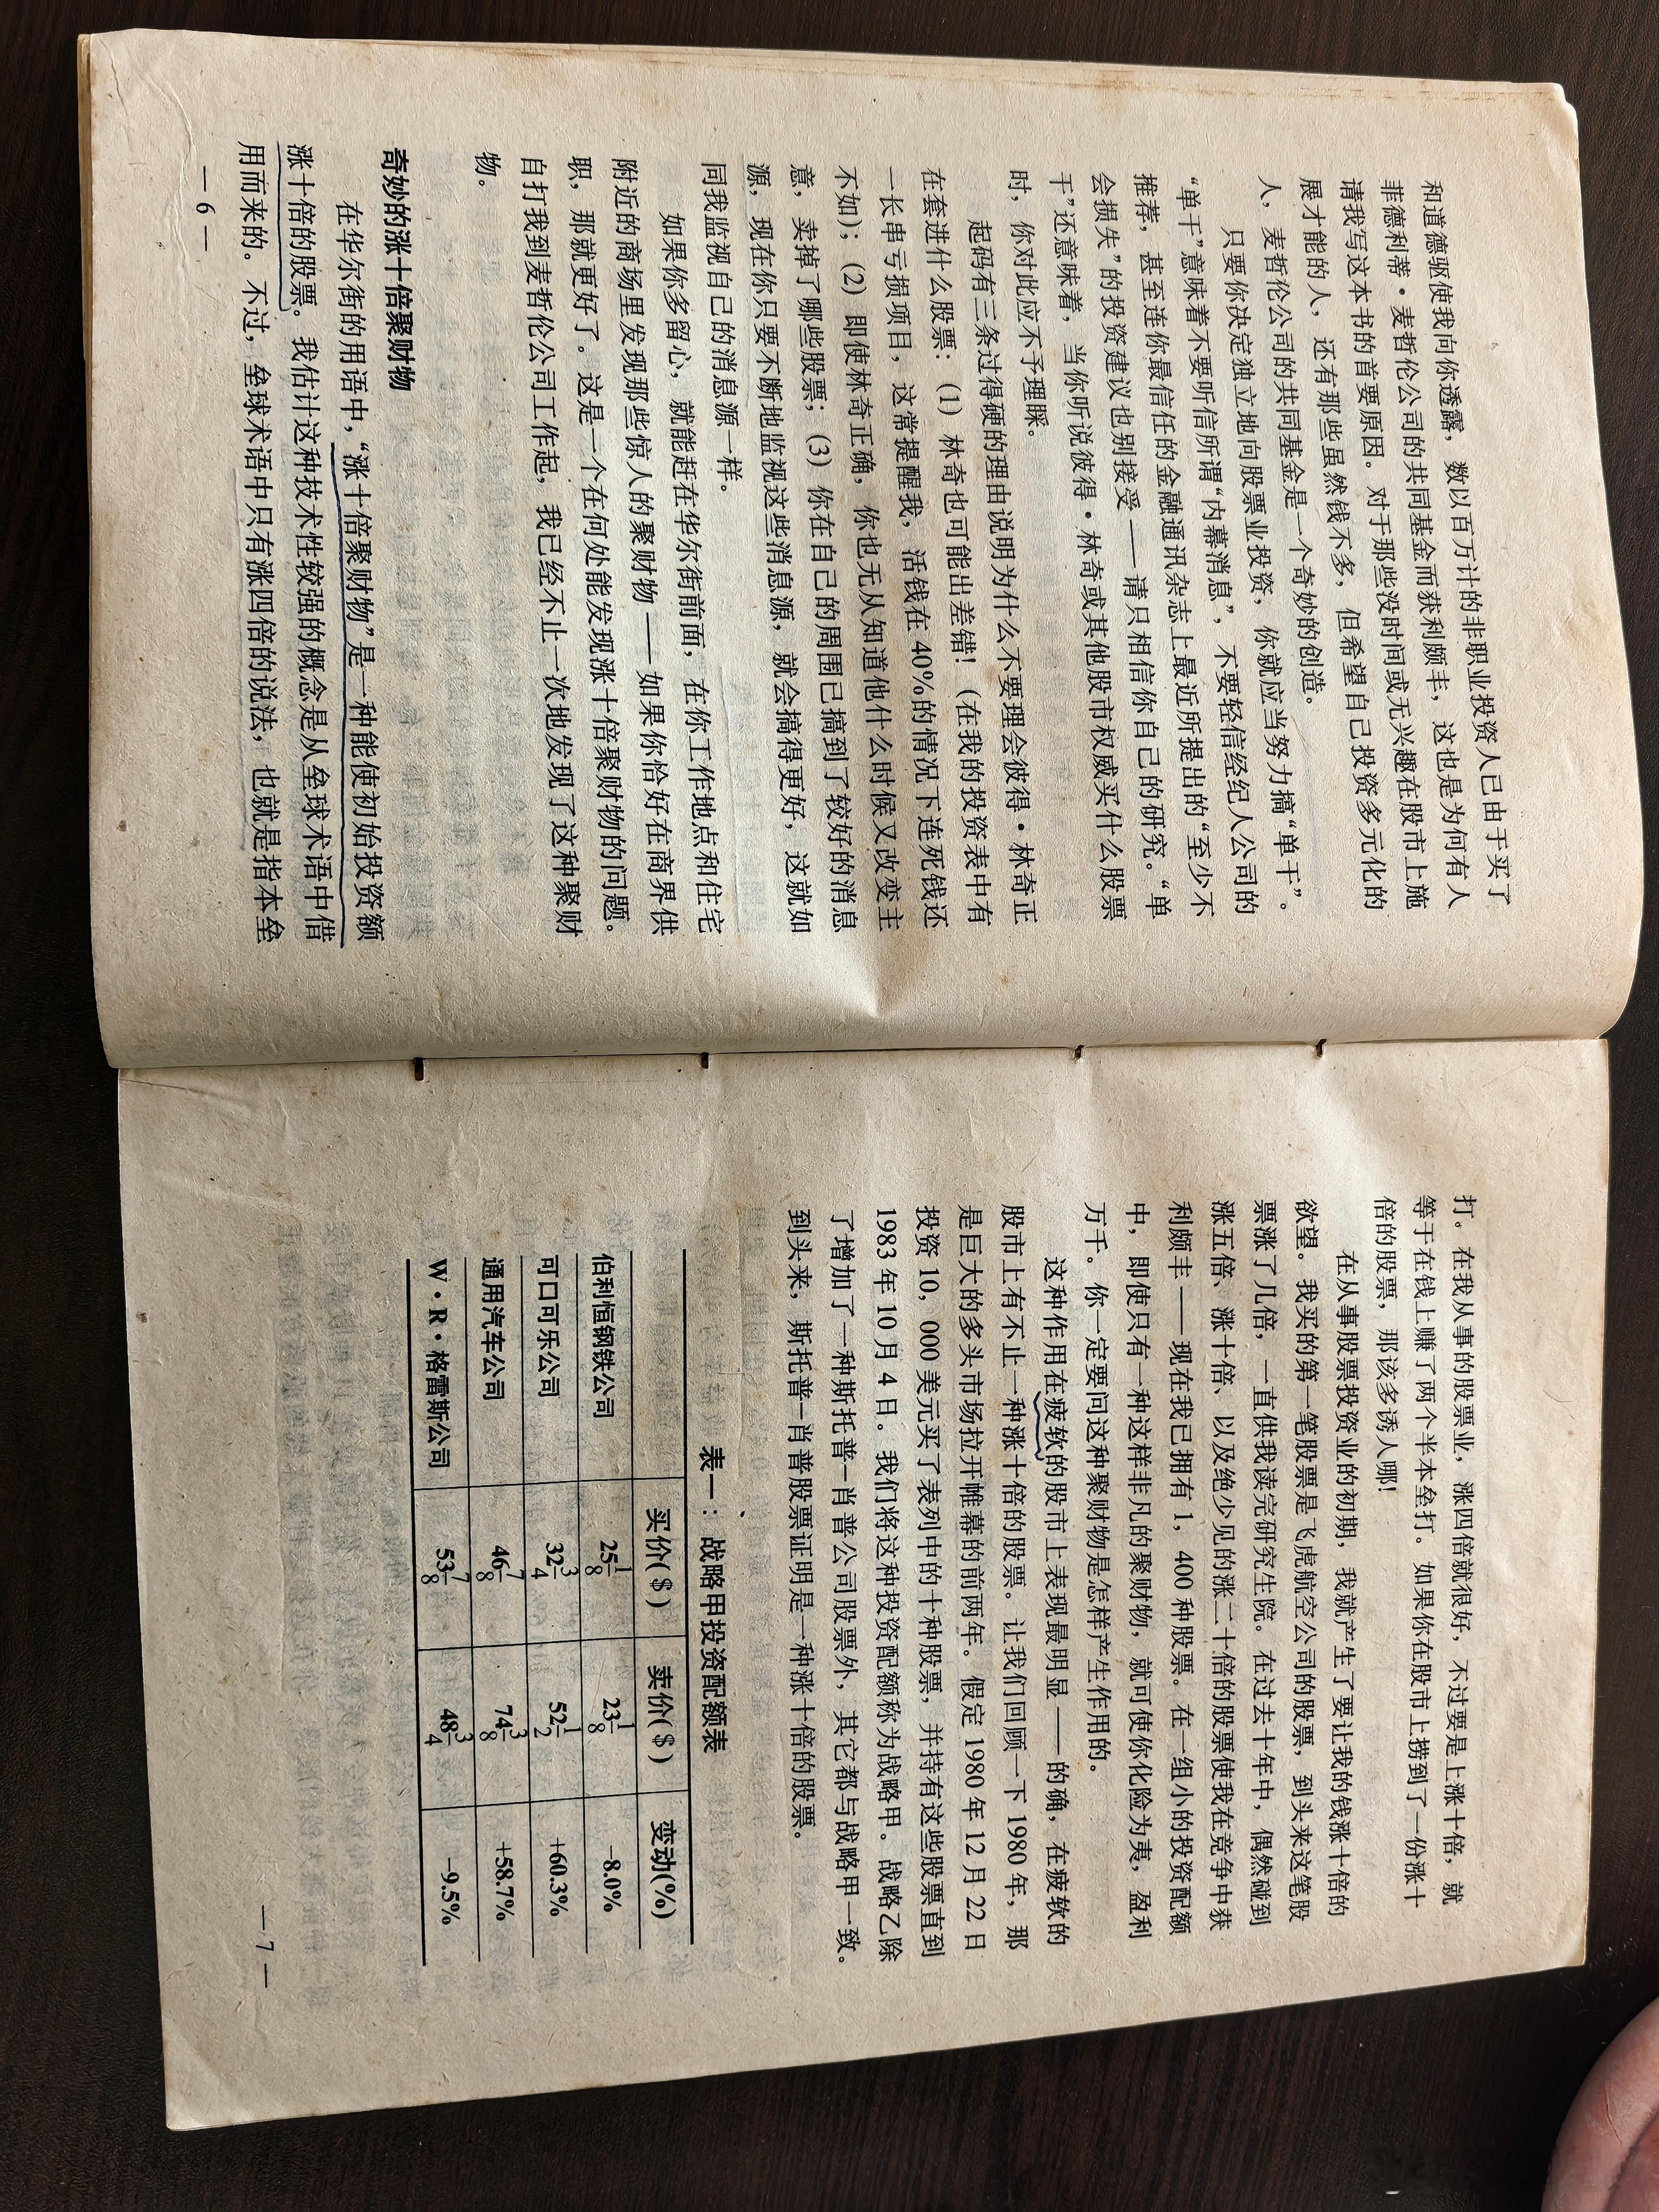 和道德驱使我向你透露，数以百万计的非职业投资人已由于买了
菲德利蒂·麦哲伦公司的共同基金而获利颇丰，这也是为何有人
请我写这本书的首要原因。对于那些没时间或无兴趣在股市上施
展才能的人，还有那些虽然钱不多，但希望自己投资多元化的
人，麦哲伦公司的共同基金是一个奇妙的创造。
只要你决定独立地向股票业投资，你就应当努力搞“单干”。
“单干”意味着不要听信所谓“内幕消息”，不要轻信经纪人公司的
推荐，甚至连你最信任的金融通讯杂志上最近所提出的“至少不
会损失”的投资建议也别接受——请只相信你自己的研究。“单
干”还意味着，当你听说彼得·林奇或其他股市权威买什么股票
时，你对此应不予理睬。
起码有三条过得硬的理由说明为什么不要理会彼得·林奇正
在套进什么股票：（1）林奇也可能出差错！（在我的投资表中有
一长串亏损项目，这常提醒我，活钱在40%的情况下连死钱还
不如）；（2）即使林奇正确，你也无从知道他什么时候又改变主
意，卖掉了哪些股票；（3）你在自己的周围已搞到了较好的消息
源，现在你只要不断地监视这些消息源，就会搞得更好，这就如
同我监视自己的消息源一样。
如果你多留心，就能赶在华尔街前面，在你工作地点和住宅
附近的商场里发现那些惊人的聚财物——如果你恰好在商界供
职，那就更好了。这是一个在何处能发现涨十倍聚财物的问题。
自打我到麦哲伦公司工作起，我已经不止一次地发现了这种聚财
物。
奇妙的涨十倍聚财物
在华尔街的用语中，“涨十倍聚财物”是一种能使初始投资额
涨十倍的股票。我估计这种技术性较强的概念是从垒球术语中借
用而来的。不过，垒球术语中只有涨四倍的说法，也就是指本垒
— 6 —
打。在我从事的股票业，涨四倍就很好，不过要是上涨十倍，就
等于在钱上赚了两个半本垒打。如果你在股市上捞到了一份涨十
倍的股票，那该多诱人哪！
在从事股票投资业的初期，我就产生了要让我的钱涨十倍的
欲望。我买的第一笔股票是飞虎航空公司的股票，到头来这笔股
票涨了几倍，一直供我读完研究生院。在过去十年中，偶然碰到
涨五倍、涨十倍、以及绝少见的涨二十倍的股票使我在竞争中获
利颇丰——现在我已拥有1，400种股票。在一组小的投资配额
中，即使只有一种这样非凡的聚财物，就可使你化险为夷，盈利
万千。你一定要问这种聚财物是怎样产生作用的。
这种作用在疲软的股市上表现最明显——的确，在疲软的
股市上有不止一种涨十倍的股票。让我们回顾一下1980年，那
是巨大的多头市场拉开帷幕的前两年。假定1980年12月22日
投资10，000美元买了表列中的十种股票，并持有这些股票直到
1983年10月4日。我们将这种投资配额称为战略甲。战略乙除
了增加了一种斯托普—肖普公司股票外，其它都与战略甲一致。
到头来，斯托普—肖普股票证明是一种涨十倍的股票。
表一：战略甲投资配额表
买价（$） 卖价（$） 变动（%）
伯利恒钢铁公司 25 1/8 23 1/8 −8.0%
可口可乐公司 32 3/4 52 1/2 +60.3%
通用汽车公司 46 7/8 74 3/8 +58.7%
W·R·格雷斯公司 53 7/8 48 3/4 −9.5%
— 7 —